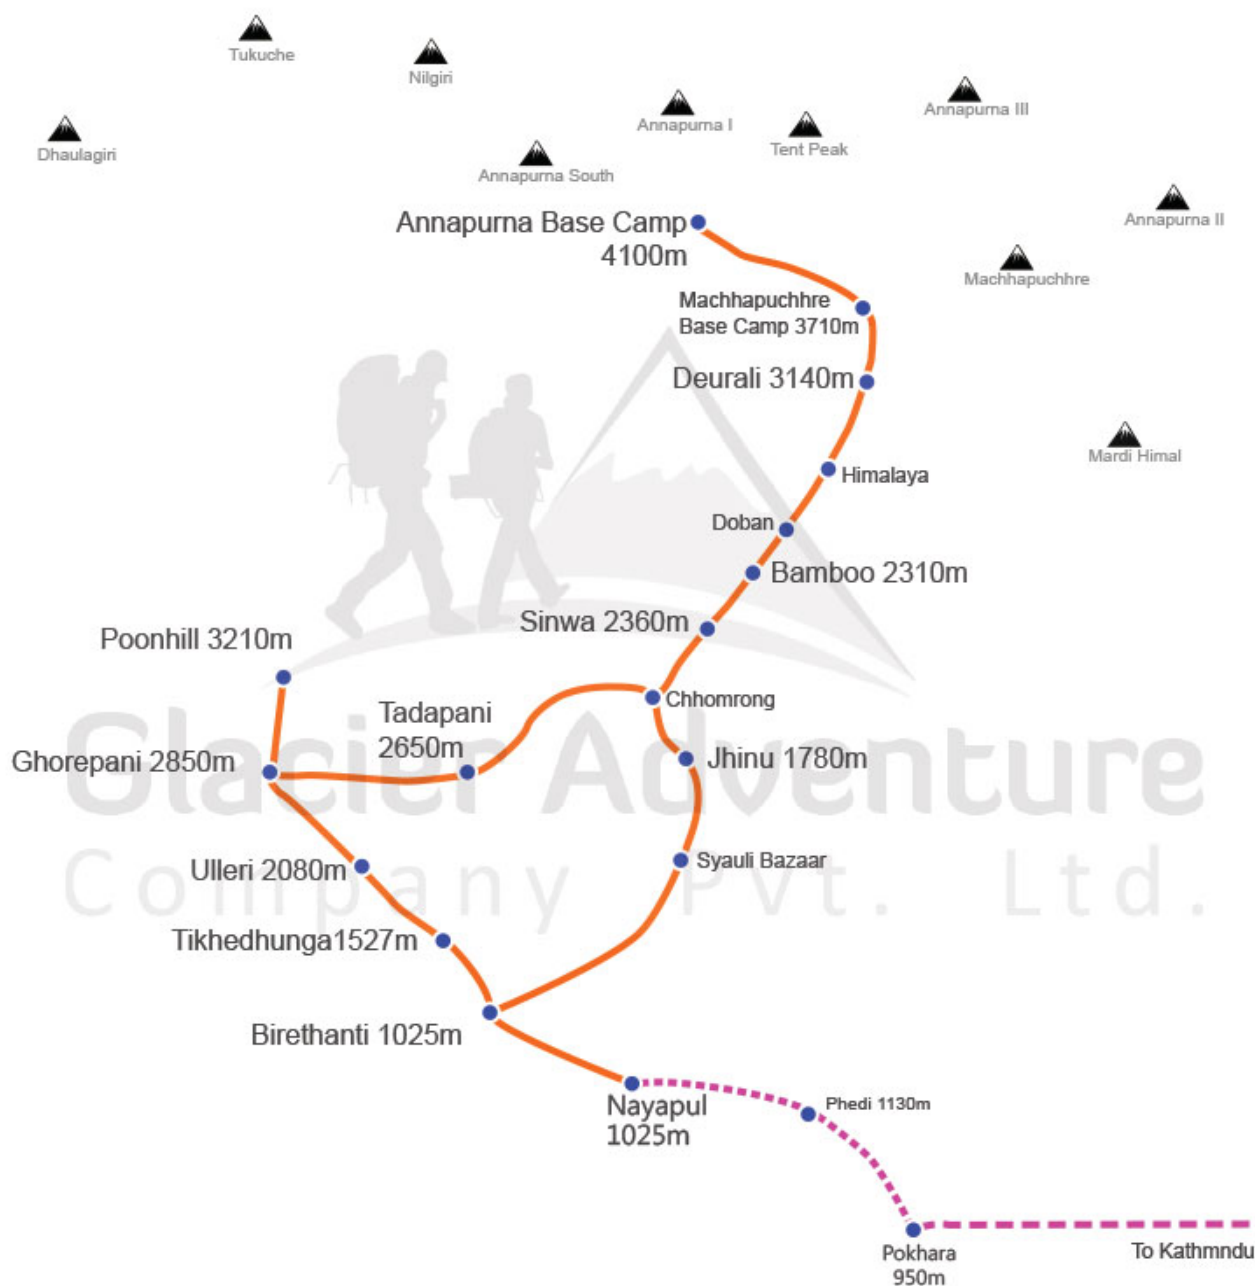 Tukuche
Nilgiri
Annapurna III
Annapurna I
Tent Peak
Dhaulagiri
Annapurna South
Annapurna II
Annapurna Base Camp
4100m
Machhapuchhre
Machhapuchhre
Base Camp 3710m
Deurali 3140m
Mardi Himal
Himalaya
Doban
Bamboo 2310m
Sinwa 2360m
Poonhill 3210m
Chhomrong
Tadapani
2650m
Ghorepani 2850m
Jhinu 1780m
Glacier Adventure
Company Pvt. Ltd.
Ulleri 2080m
Syauli Bazaar
Tikhedhunga1527m
Birethanti 1025m
Nayapul
1025m
Phedi 1130m
Pokhara
950m
To Kathmndu